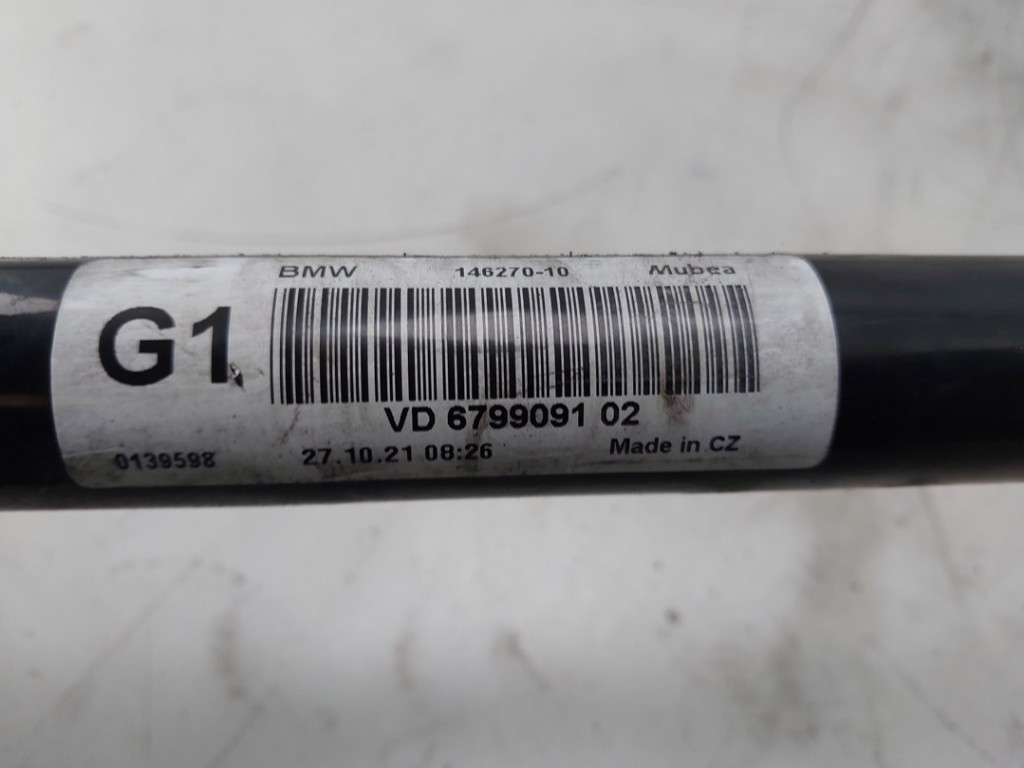 BMW 146270-10 Mubea
G1
VD 6799091 02
0139598 27.10.21 08:26 Made in CZ